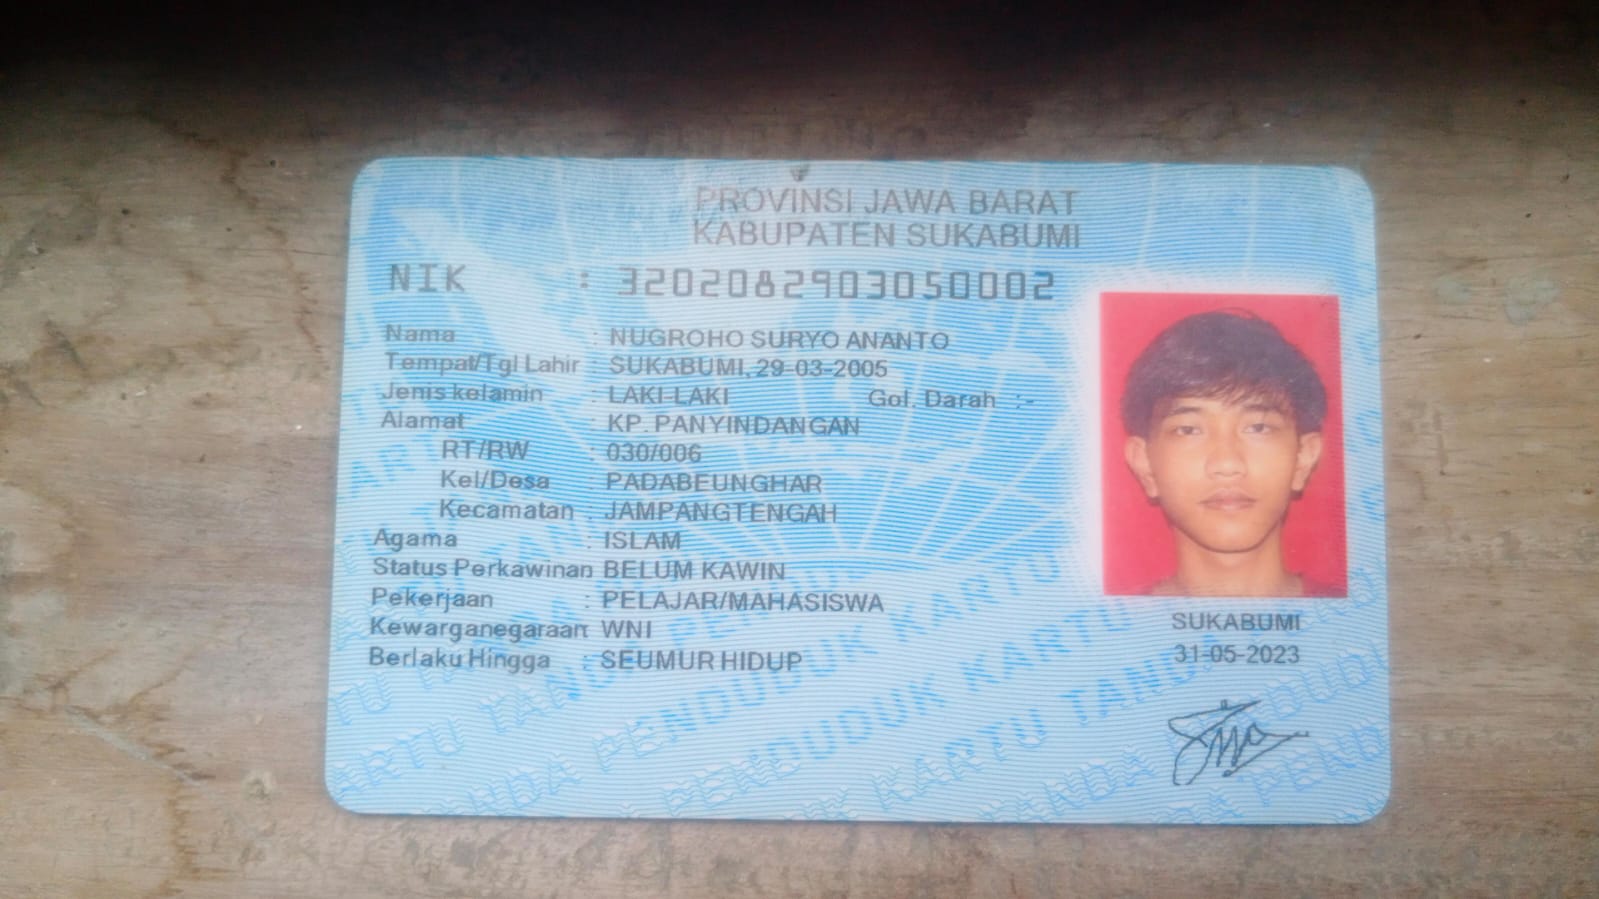 PROVINSI JAWA BARAT
KABUPATEN SUKABUMI
NIK : 3202082903050002
Nama : NUGROHO SURYO ANANTO
Tempat/Tgl Lahir : SUKABUMI, 29-03-2005
Jenis kelamin : LAKI-LAKI Gol. Darah :-
Alamat : KP. PANYINDANGAN
RT/RW : 030/006
Kel/Desa : PADABEUNGHAR
Kecamatan : JAMPANGTENGAH
Agama : ISLAM
Status Perkawinan BELUM KAWIN
Pekerjaan : PELAJAR/MAHASISWA
Kewarganegaraan: WNI
Berlaku Hingga : SEUMUR HIDUP
SUKABUMI
31-05-2023
KARTU TANDA PENDUDUK KARTU TANDA PENDUDUK